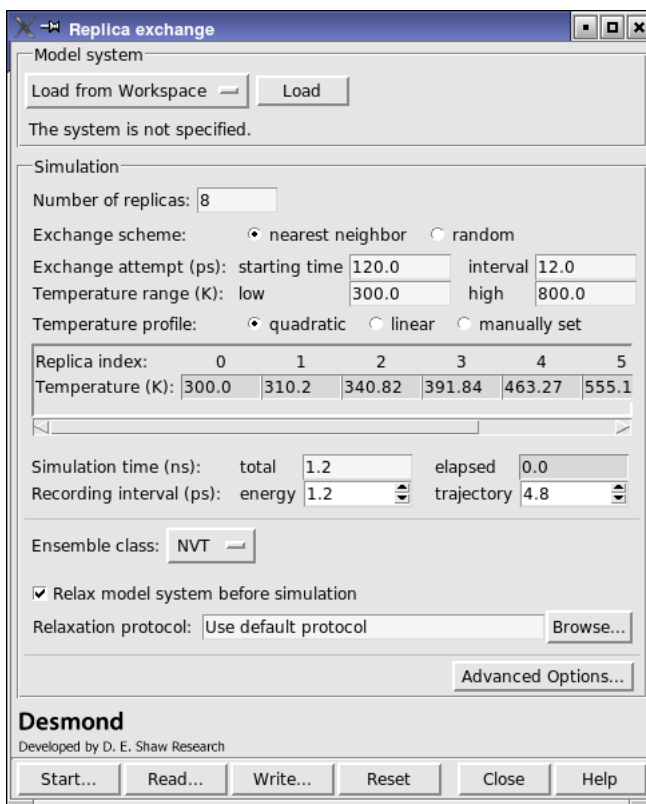 Replica exchange
Model system
Load from Workspace Load
The system is not specified.
Simulation
Number of replicas: 8
Exchange scheme: nearest neighbor random
Exchange attempt (ps): starting time 120.0 interval 12.0
Temperature range (K): low 300.0 high 800.0
Temperature profile: quadratic linear manually set
Replica index: 0 1 2 3 4 5
Temperature (K): 300.0 310.2 340.82 391.84 463.27 555.1
Simulation time (ns): total 1.2 elapsed 0.0
Recording interval (ps): energy 1.2 trajectory 4.8
Ensemble class: NVT
Relax model system before simulation
Relaxation protocol: Use default protocol Browse...
Advanced Options...
Desmond
Developed by D. E. Shaw Research
Start... Read... Write... Reset Close Help